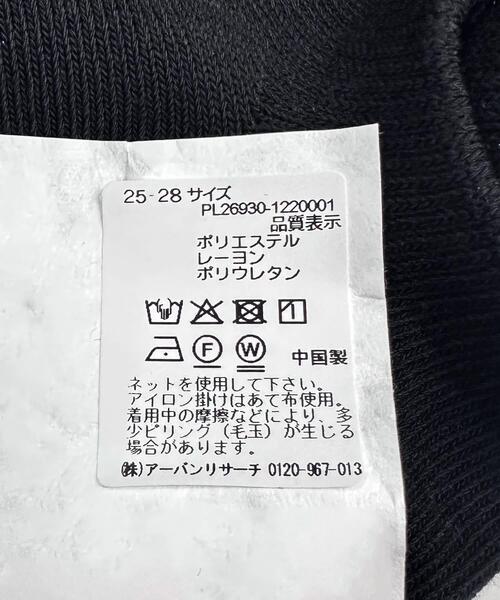 25-28 サイズ
PL26930-1220001
品質表示
ポリエステル
レーヨン
ポリウレタン
F W 中国製
ネットを使用して下さい。
アイロン掛けはあて布使用。
着用中の摩擦などにより、多
少ピリング（毛玉）が生じる
場合があります。
(株)アーバンリサーチ 0120-967-013